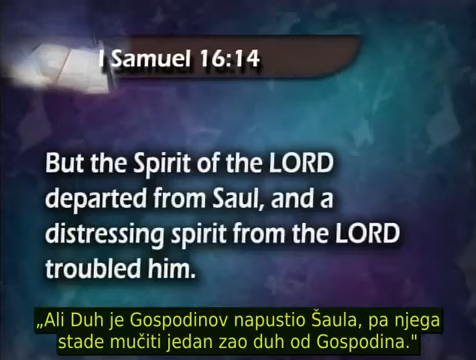 I Samuel 16:14
But the Spirit of the LORD
departed from Saul, and a
distressing spirit from the LORD
troubled him.
„Ali Duh je Gospodinov napustio Šaula, pa njega
stade mučiti jedan zao duh od Gospodina."